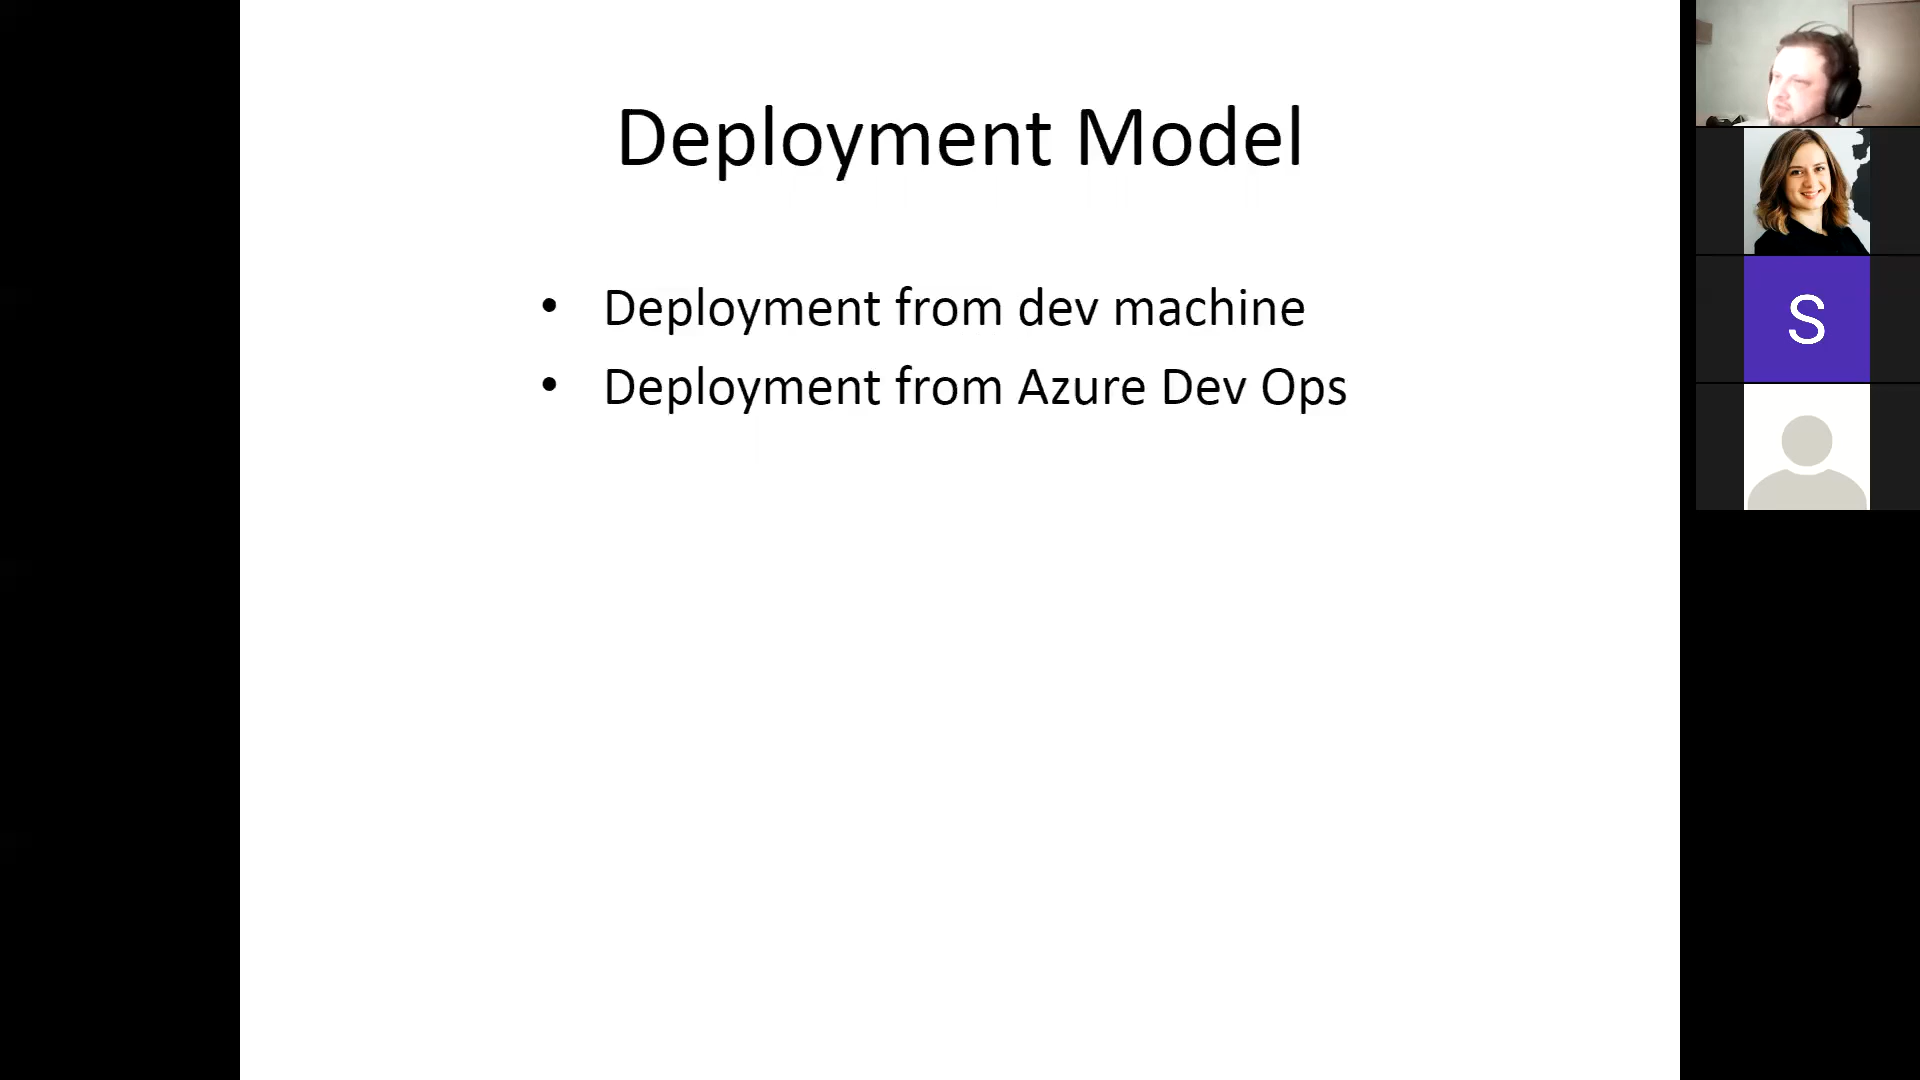 Deployment Model
• Deployment from dev machine
• Deployment from Azure Dev Ops
S